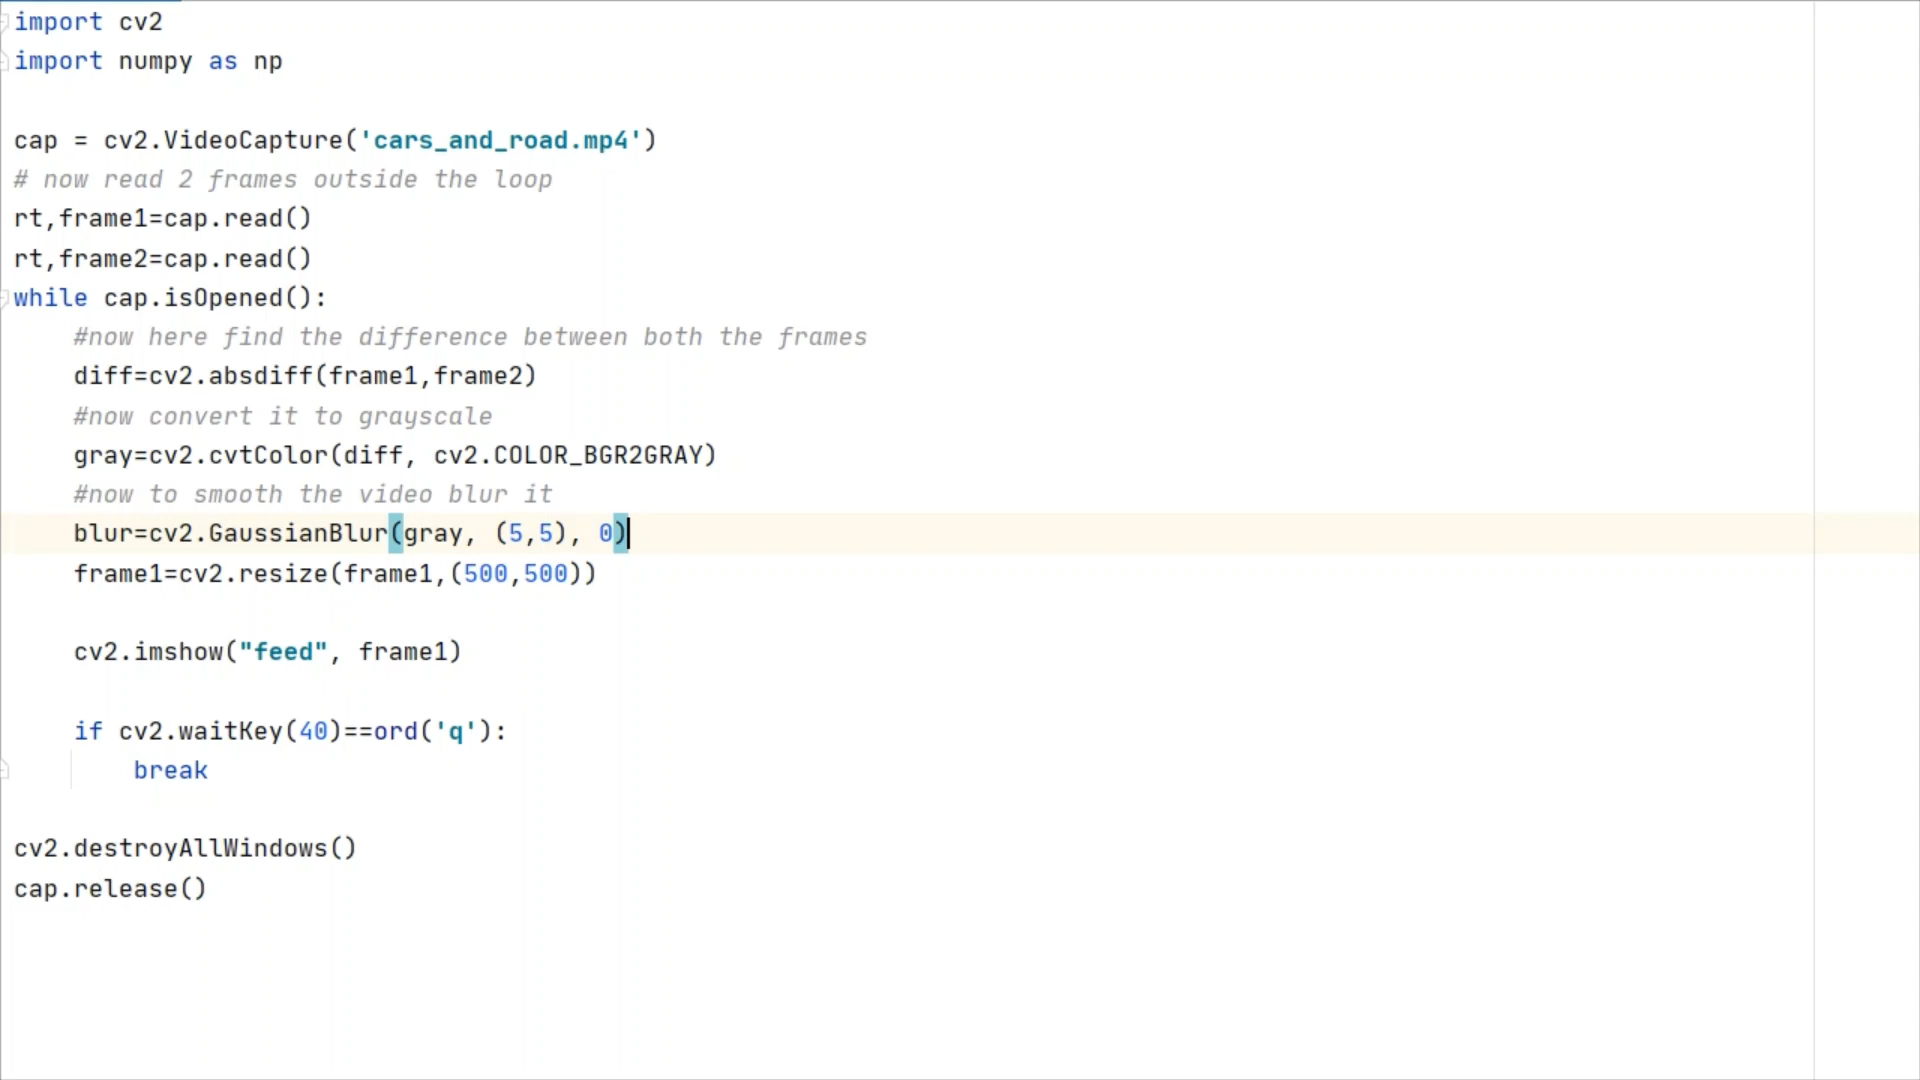 import cv2
import numpy as np
cap = cv2.VideoCapture('cars_and_road.mp4')
# now read 2 frames outside the loop
rt,frame1=cap.read()
rt,frame2=cap.read()
while cap.isOpened():
    #now here find the difference between both the frames
    diff=cv2.absdiff(frame1,frame2)
    #now convert it to grayscale
    gray=cv2.cvtColor(diff, cv2.COLOR_BGR2GRAY)
    #now to smooth the video blur it
    blur=cv2.GaussianBlur(gray, (5,5), 0)
    frame1=cv2.resize(frame1,(500,500))
    cv2.imshow("feed", frame1)
    if cv2.waitKey(40)==ord('q'):
        break
cv2.destroyAllWindows()
cap.release()